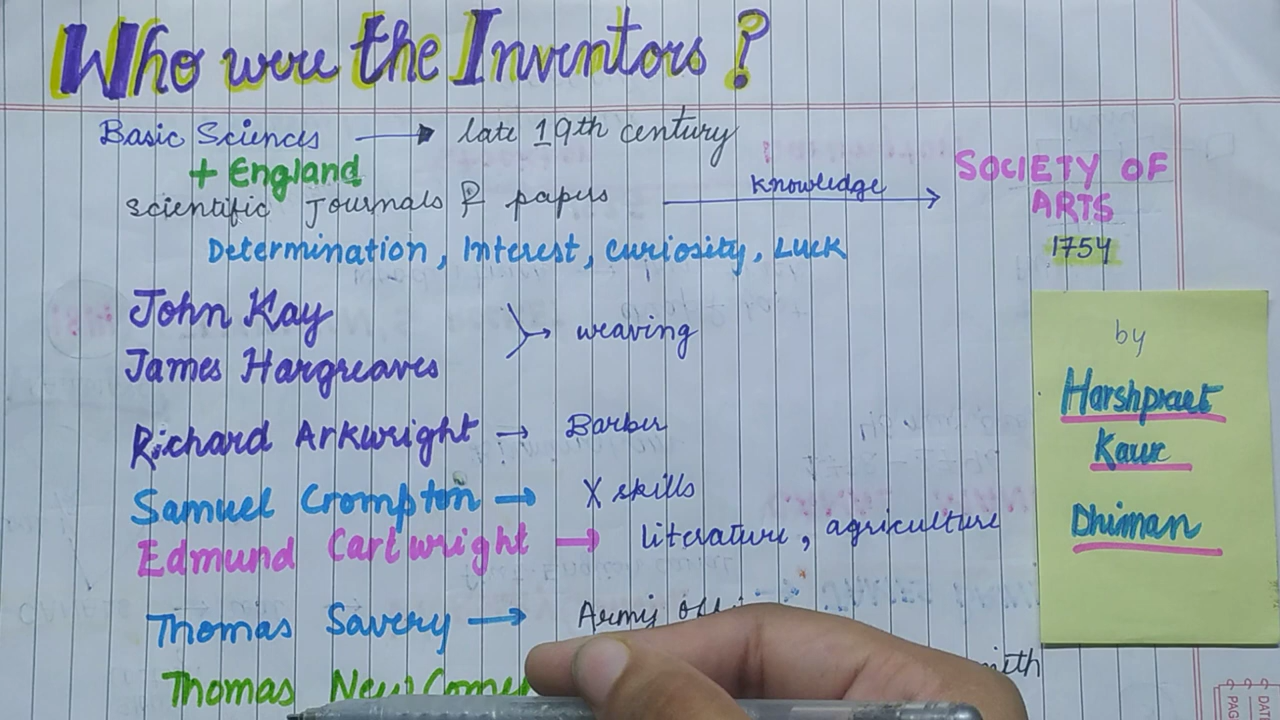 Who were the Inventors ?
Basic Sciences → late 19th century
+ England
Scientific Journals & papers knowledge → SOCIETY OF ARTS
1754
Determination, Interest, Curiosity, Luck
John Kay
James Hargreaves
→ weaving
Richard Arkwright → Barber
Samuel Crompton → X skills
Edmund Cartwright → literature, agriculture
Thomas Savery → Army
Thomas
by
Harshpreet
Kaur
Dhiman